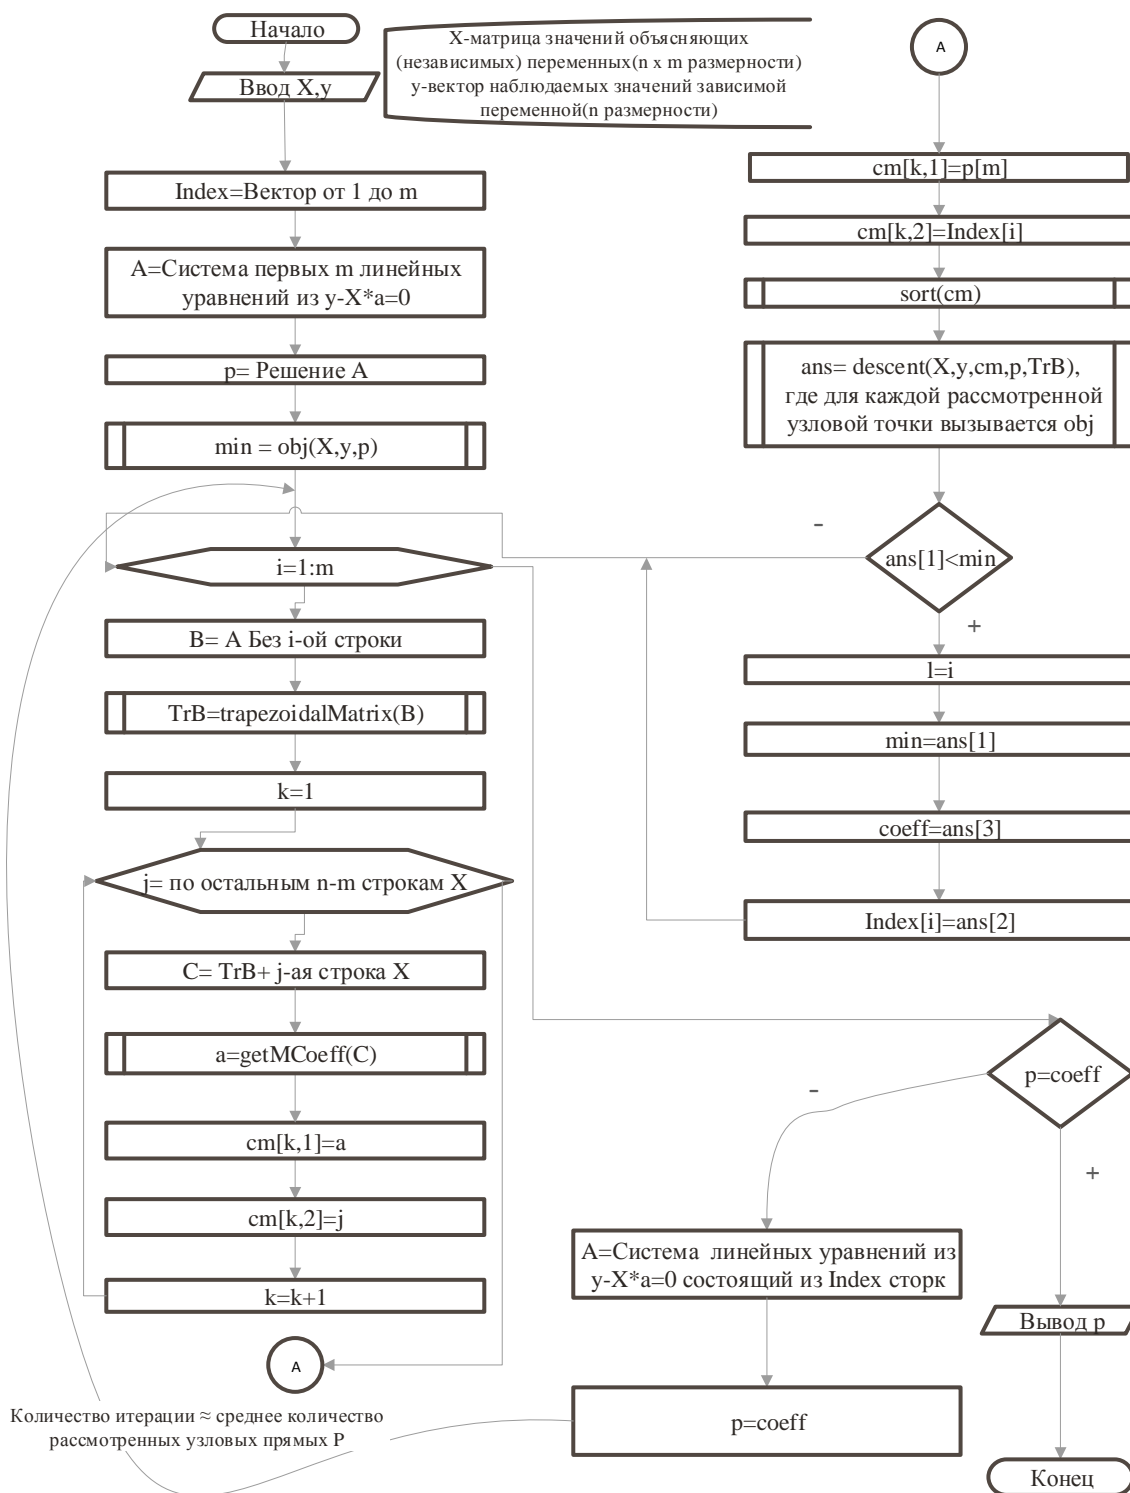 Начало
Ввод X,y
X-матрица значений объясняющих
(независимых) переменных(n x m размерности)
y-вектор наблюдаемых значений зависимой
переменной(n размерности)
Index=Вектор от 1 до m
A=Система первых m линейных
уравнений из y-X*a=0
p= Решение A
min = obj(X,y,p)
i=1:m
B= A Без i-ой строки
TrB=trapezoidalMatrix(B)
k=1
j= по остальным n-m строкам X
C= TrB+ j-ая строка X
a=getMCoeff(C)
cm[k,1]=a
cm[k,2]=j
k=k+1
A
Количество итерации ≈ среднее количество
рассмотренных узловых прямых P
A
cm[k,1]=p[m]
cm[k,2]=Index[i]
sort(cm)
ans= descent(X,y,cm,p,TrB),
где для каждой рассмотренной
узловой точки вызывается obj
-
ans[1]<min
+
l=i
min=ans[1]
coeff=ans[3]
Index[i]=ans[2]
p=coeff
-
+
A=Система линейных уравнений из
y-X*a=0 состоящий из Index сторк
p=coeff
Вывод p
Конец